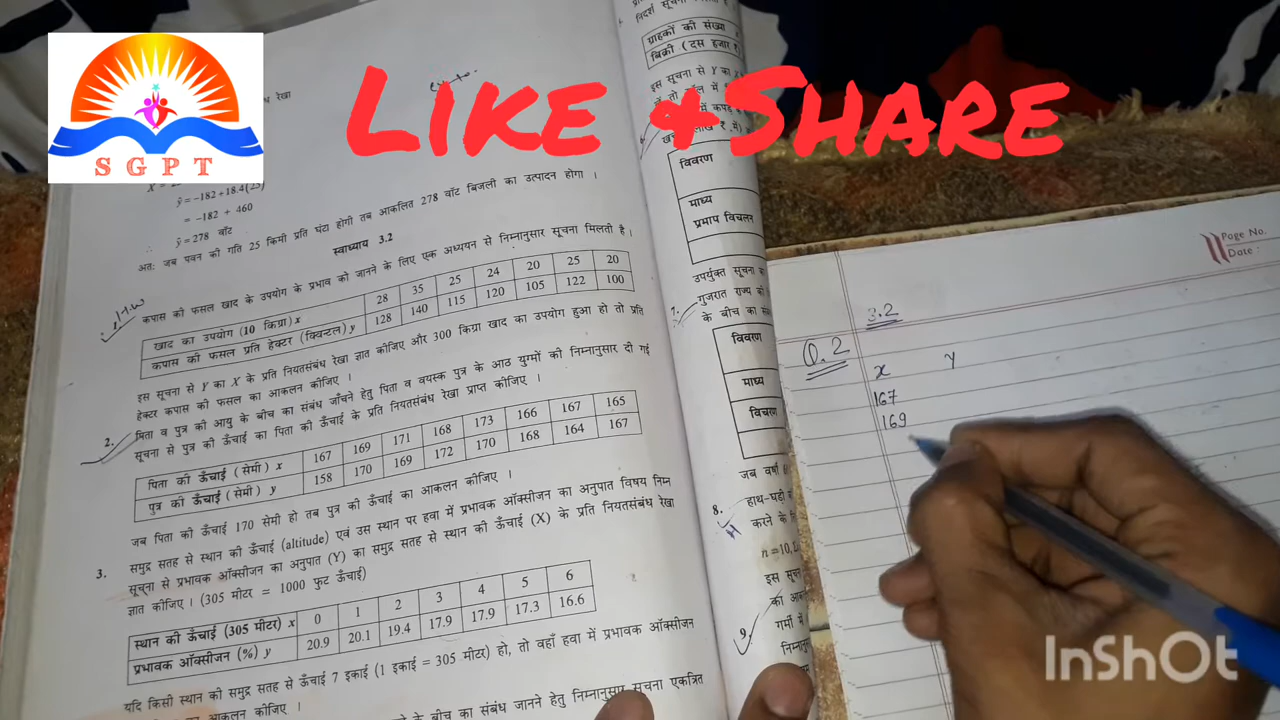 SGPT
LIKE & SHARE
ध रेखा
ŷ = –182 + 18.4(25)
= –182 + 460
∴ ŷ = 278 वॉट
अतः जब पवन की गति 25 किमी प्रति घंटा होगी तब आकलित 278 वॉट बिजली का उत्पादन होगा ।
स्वाध्याय 3.2
H.W
कपास की फसल खाद के उपयोग के प्रभाव को जानने के लिए एक अध्ययन से निम्नानुसार सूचना मिलती है ।
खाद का उपयोग (10 किग्रा) x 28 35 25 24 20 25 20
कपास की फसल प्रति हेक्टर (क्विन्टल) y 128 140 115 120 105 122 100
इस सूचना से Y का X के प्रति नियतसंबंध रेखा ज्ञात कीजिए और 300 किग्रा खाद का उपयोग हुआ हो तो प्रति
हेक्टर कपास की फसल का आकलन कीजिए ।
2. पिता व पुत्र की आयु के बीच का संबंध जाँचने हेतु पिता व वयस्क पुत्र के आठ युग्मों की निम्नानुसार दी गई
सूचना से पुत्र की ऊँचाई का पिता की ऊँचाई के प्रति नियतसंबंध रेखा प्राप्त कीजिए ।
पिता की ऊँचाई (सेमी) x 167 169 171 168 173 166 167 165
पुत्र की ऊँचाई (सेमी) y 158 170 169 172 170 168 164 167
जब पिता की ऊँचाई 170 सेमी हो तब पुत्र की ऊँचाई का आकलन कीजिए ।
3. समुद्र सतह से स्थान की ऊँचाई (altitude) एवं उस स्थान पर हवा में प्रभावक ऑक्सीजन का अनुपात विषय निम्न
सूचना से प्रभावक ऑक्सीजन का अनुपात (Y) का समुद्र सतह से स्थान की ऊँचाई (X) के प्रति नियतसंबंध रेखा
ज्ञात कीजिए । (305 मीटर = 1000 फुट ऊँचाई)
स्थान की ऊँचाई (305 मीटर) x 0 1 2 3 4 5 6
प्रभावक ऑक्सीजन (%) y 20.9 20.1 19.4 17.9 17.9 17.3 16.6
यदि किसी स्थान की समुद्र सतह से ऊँचाई 7 इकाई (1 इकाई = 305 मीटर) हो, तो वहाँ हवा में प्रभावक ऑक्सीजन
आकलन कीजिए ।
के बीच का संबंध जानने हेतु निम्नानुसार सूचना एकत्रित
ग्राहकों की संख्या
बिक्री (दस हजार
इस सूचना से Y का X
विवरण
माध्य
प्रमाप विचलन
उपर्युक्त सूचना क
7. गुजरात राज्य की
के बीच का संब
विवरण
माध्य
विचरण
जब वर्षा
8. हाथ-घड़ी
करने के लि
n = 10,
इस सूच
का आक
9. गर्मी में
निम्ना
Page No.
Date :
3.2
Q.2
x y
167
169
InShOt